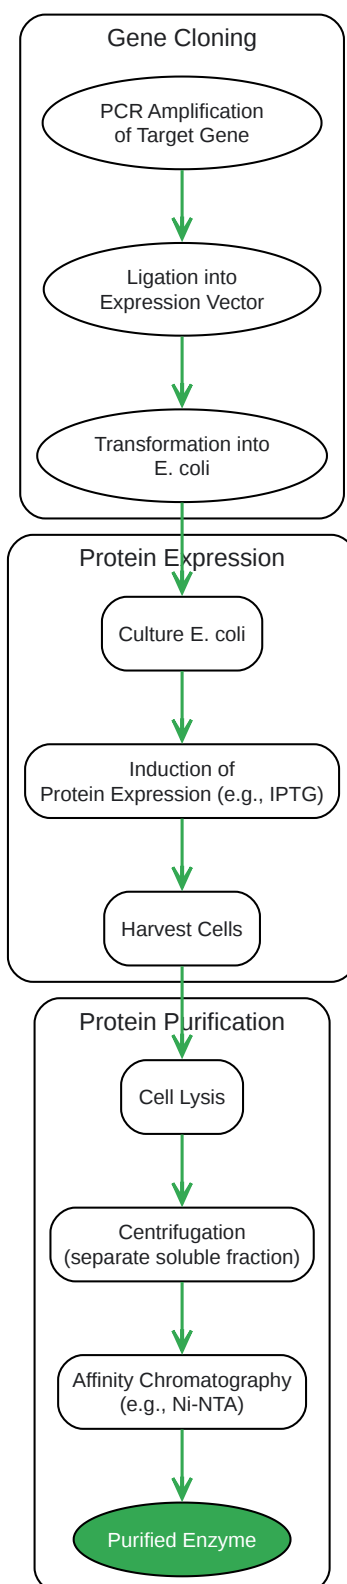 Gene Cloning
PCR Amplification
of Target Gene
Ligation into
Expression Vector
Transformation into
E. coli
Protein Expression
Culture E. coli
Induction of
Protein Expression (e.g., IPTG)
Harvest Cells
Protein Purification
Cell Lysis
Centrifugation
(separate soluble fraction)
Affinity Chromatography
(e.g., Ni-NTA)
Purified Enzyme